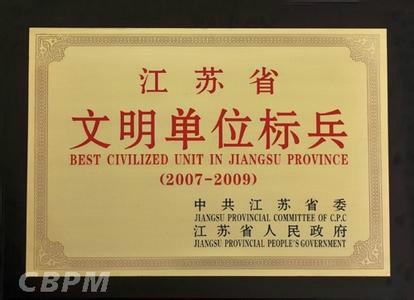 江苏省
文明单位标兵
BEST CIVILIZED UNIT IN JIANGSU PROVINCE
(2007-2009)
中共江苏省委
JIANGSU PROVINCIAL COMMITTEE OF C.P.C
江苏省人民政府
JIANGSU PROVINCIAL PEOPLE'S GOVERNMENT
CBPM